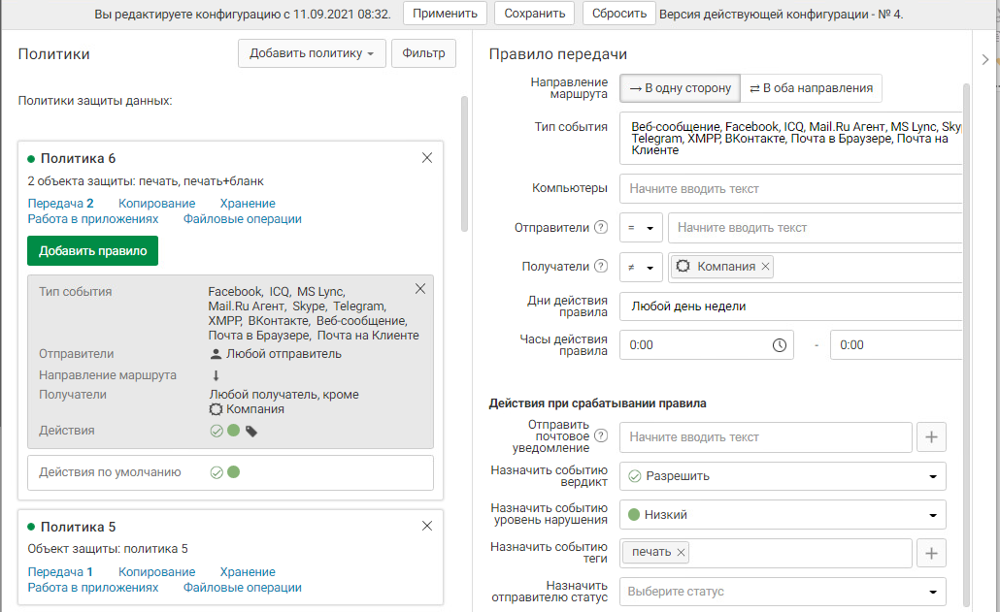 Вы редактируете конфигурацию с 11.09.2021 08:32.
Применить
Сохранить
Сбросить
Версия действующей конфигурации - № 4.
Политики
Добавить политику
Фильтр
Политики защиты данных:
Политика 6
2 объекта защиты: печать, печать+бланк
Передача 2 Копирование Хранение
Работа в приложениях Файловые операции
Добавить правило
Тип события
Facebook, ICQ, MS Lync,
Mail.Ru Агент, Skype, Telegram,
XMPP, ВКонтакте, Веб-сообщение,
Почта в Браузере, Почта на Клиенте
Отправители
Любой отправитель
Направление маршрута
Получатели
Любой получатель, кроме
Компания
Действия
Действия по умолчанию
Политика 5
Объект защиты: политика 5
Передача 1 Копирование Хранение
Работа в приложениях Файловые операции
Правило передачи
Направление
маршрута
В одну сторону
В оба направления
Тип события
Веб-сообщение, Facebook, ICQ, Mail.Ru Агент, MS Lync, Sky
Telegram, XMPP, ВКонтакте, Почта в Браузере, Почта на
Клиенте
Компьютеры
Начните вводить текст
Отправители ?
=
Начните вводить текст
Получатели ?
≠
Компания
Дни действия
правила
Любой день недели
Часы действия
правила
0:00 - 0:00
Действия при срабатывании правила
Отправить
почтовое ?
уведомление
Начните вводить текст
Назначить событию
вердикт
Разрешить
Назначить событию
уровень нарушения
Низкий
Назначить событию
теги
печать
Назначить
отправителю статус
Выберите статус